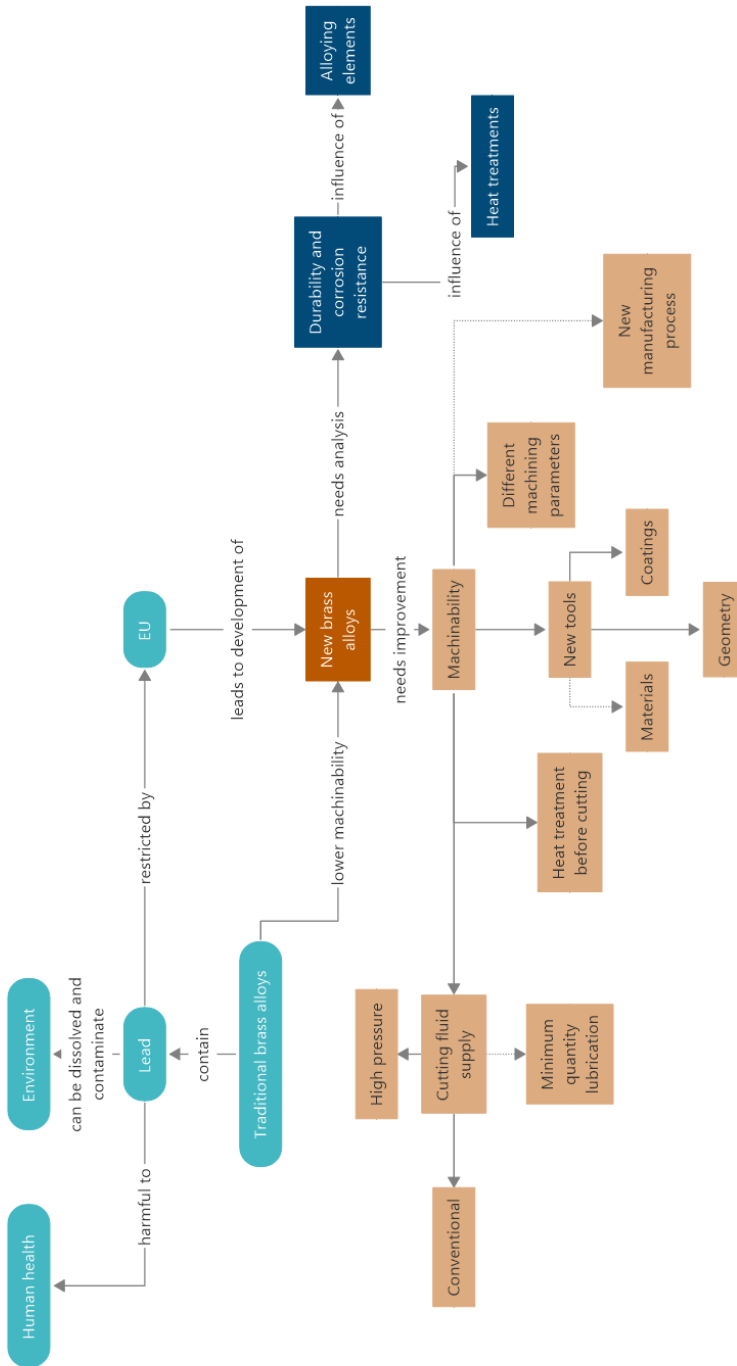 Human health
Environment
can be dissolved and
contaminate
harmful to
Lead
restricted by
EU
contain
Traditional brass alloys
leads to development of
lower machinability
New brass
alloys
needs analysis
Durability and
corrosion
resistance
influence of
Alloying
elements
influence of
Heat treatments
needs improvement
Machinability
High pressure
Cutting fluid
supply
Conventional
Minimum
quantity
lubrication
Heat treatment
before cutting
New tools
Materials
Geometry
Coatings
Different
machining
parameters
New
manufacturing
process